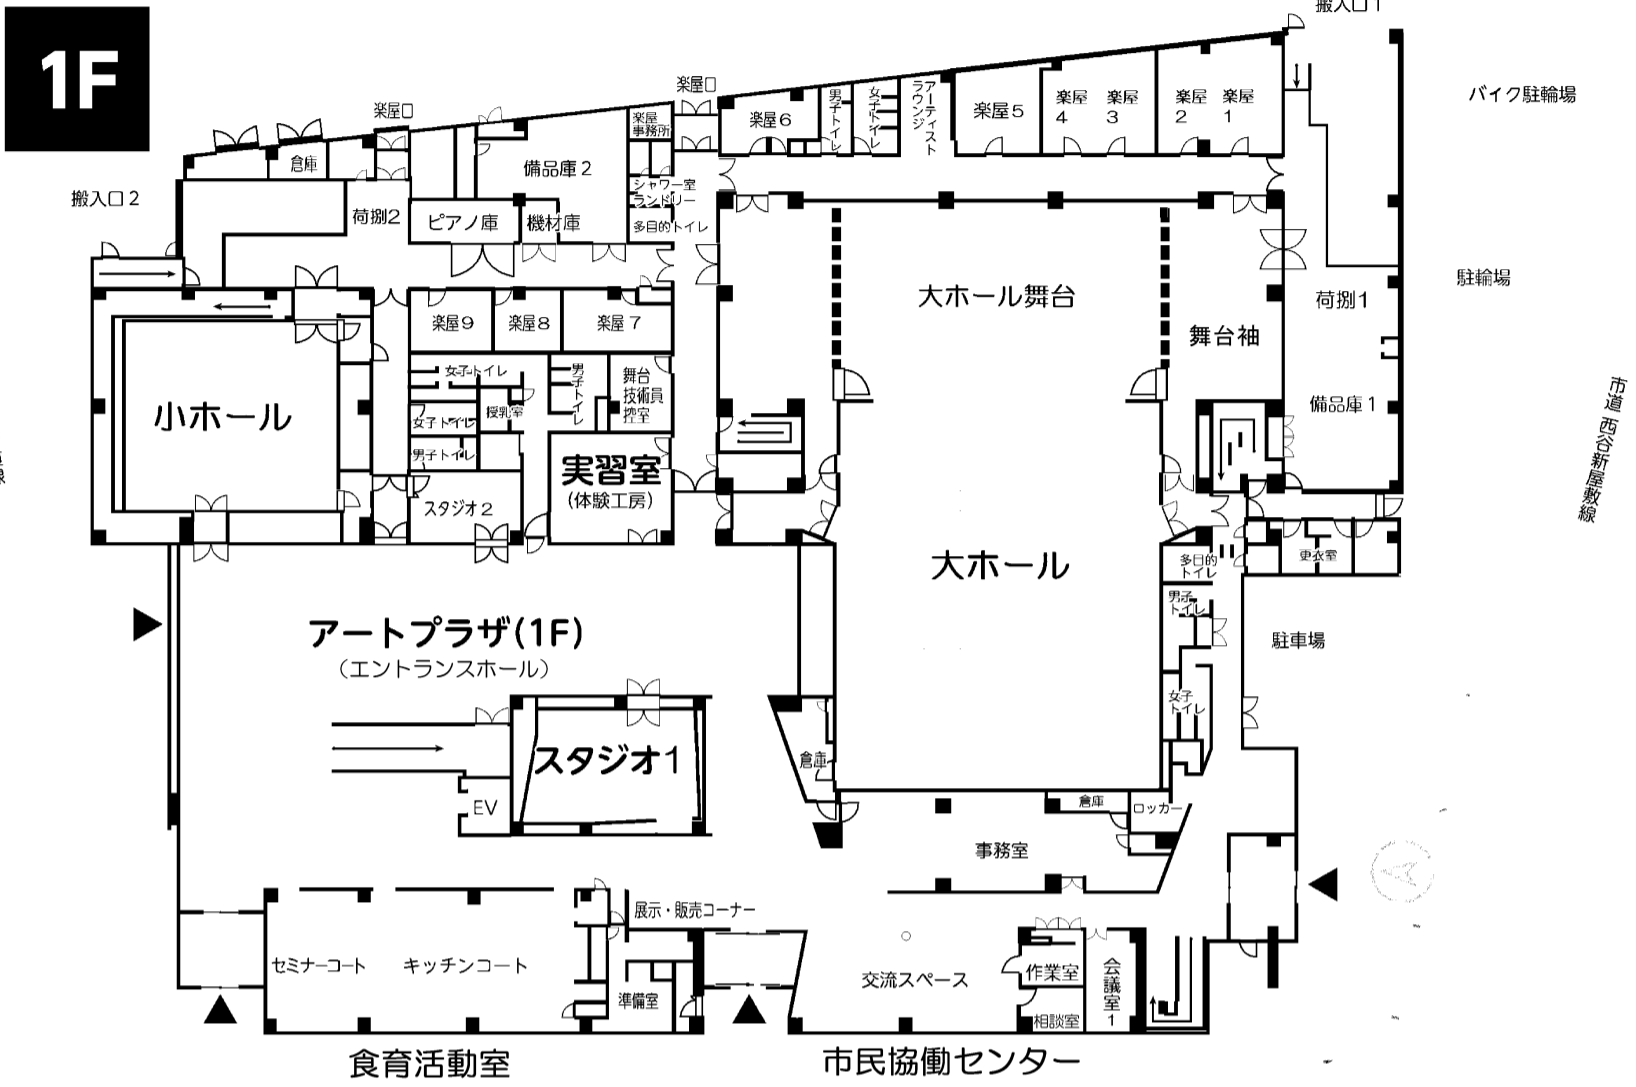 1F
搬入口1
バイク駐輪場
駐輪場
市道 西谷新屋敷線
楽屋口
楽屋口
楽屋6
男子トイレ
女子トイレ
アーティスト
ラウンジ
楽屋5
楽屋
4
楽屋
3
楽屋
2
楽屋
1
倉庫
備品庫2
楽屋
事務所
シャワー室
ランドリー
多目的トイレ
搬入口2
荷捌2
ピアノ庫
機材庫
大ホール舞台
舞台袖
荷捌1
備品庫1
楽屋9
楽屋8
楽屋7
小ホール
女子トイレ
授乳室
男子トイレ
舞台
技術員
控室
女子トイレ
男子トイレ
スタジオ2
実習室
(体験工房)
大ホール
多目的
トイレ
更衣室
男子
トイレ
駐車場
女子
トイレ
アートプラザ(1F)
(エントランスホール)
スタジオ1
EV
倉庫
倉庫
ロッカー
事務室
展示・販売コーナー
セミナーコート
キッチンコート
準備室
交流スペース
作業室
相談室
会議室1
食育活動室
市民協働センター